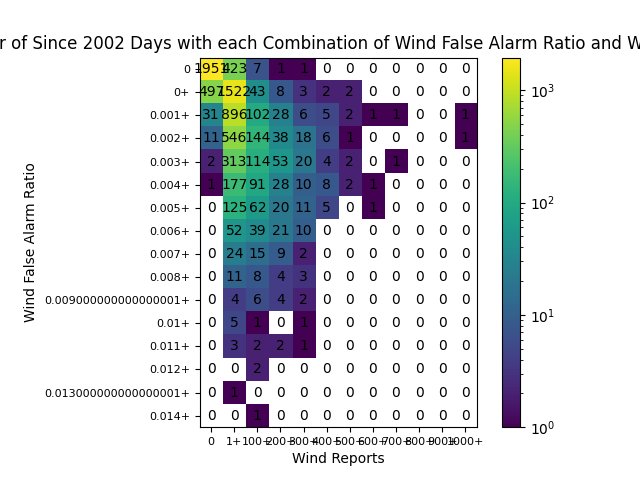 r of Since 2002 Days with each Combination of Wind False Alarm Ratio and W
0 1951 423 7 1 1 0 0 0 0 0 0 0
0+ 497 1522 43 8 3 2 2 0 0 0 0 0
0.001+ 31 896 102 28 6 5 2 1 1 0 0 1
0.002+ 11 546 144 38 18 6 1 0 0 0 0 1
0.003+ 2 313 114 53 20 4 2 0 1 0 0 0
0.004+ 1 177 91 28 10 8 2 1 0 0 0 0
0.005+ 0 125 62 20 11 5 0 1 0 0 0 0
0.006+ 0 52 39 21 10 0 0 0 0 0 0 0
0.007+ 0 24 15 9 2 0 0 0 0 0 0 0
0.008+ 0 11 8 4 3 0 0 0 0 0 0 0
0.009000000000000001+ 0 4 6 4 2 0 0 0 0 0 0 0
0.01+ 0 5 1 0 1 0 0 0 0 0 0 0
0.011+ 0 3 2 2 1 0 0 0 0 0 0 0
0.012+ 0 0 2 0 0 0 0 0 0 0 0 0
0.013000000000000001+ 0 1 0 0 0 0 0 0 0 0 0 0
0.014+ 0 0 1 0 0 0 0 0 0 0 0 0
0 1+ 100+ 200+ 300+ 400+ 500+ 600+ 700+ 800+ 900+ 1000+
Wind Reports
Wind False Alarm Ratio
10^3
10^2
10^1
10^0